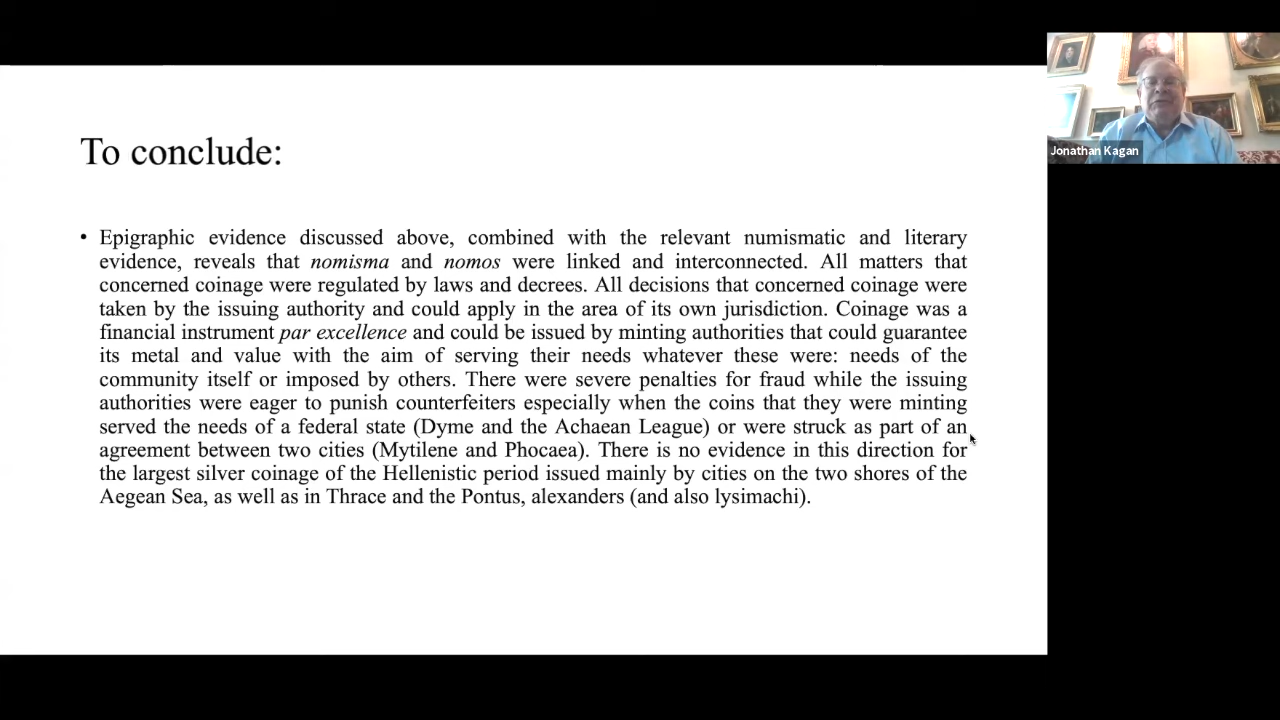 To conclude:
• Epigraphic evidence discussed above, combined with the relevant numismatic and literary
evidence, reveals that nomisma and nomos were linked and interconnected. All matters that
concerned coinage were regulated by laws and decrees. All decisions that concerned coinage were
taken by the issuing authority and could apply in the area of its own jurisdiction. Coinage was a
financial instrument par excellence and could be issued by minting authorities that could guarantee
its metal and value with the aim of serving their needs whatever these were: needs of the
community itself or imposed by others. There were severe penalties for fraud while the issuing
authorities were eager to punish counterfeiters especially when the coins that they were minting
served the needs of a federal state (Dyme and the Achaean League) or were struck as part of an
agreement between two cities (Mytilene and Phocaea). There is no evidence in this direction for
the largest silver coinage of the Hellenistic period issued mainly by cities on the two shores of the
Aegean Sea, as well as in Thrace and the Pontus, alexanders (and also lysimachi).
Jonathan Kagan